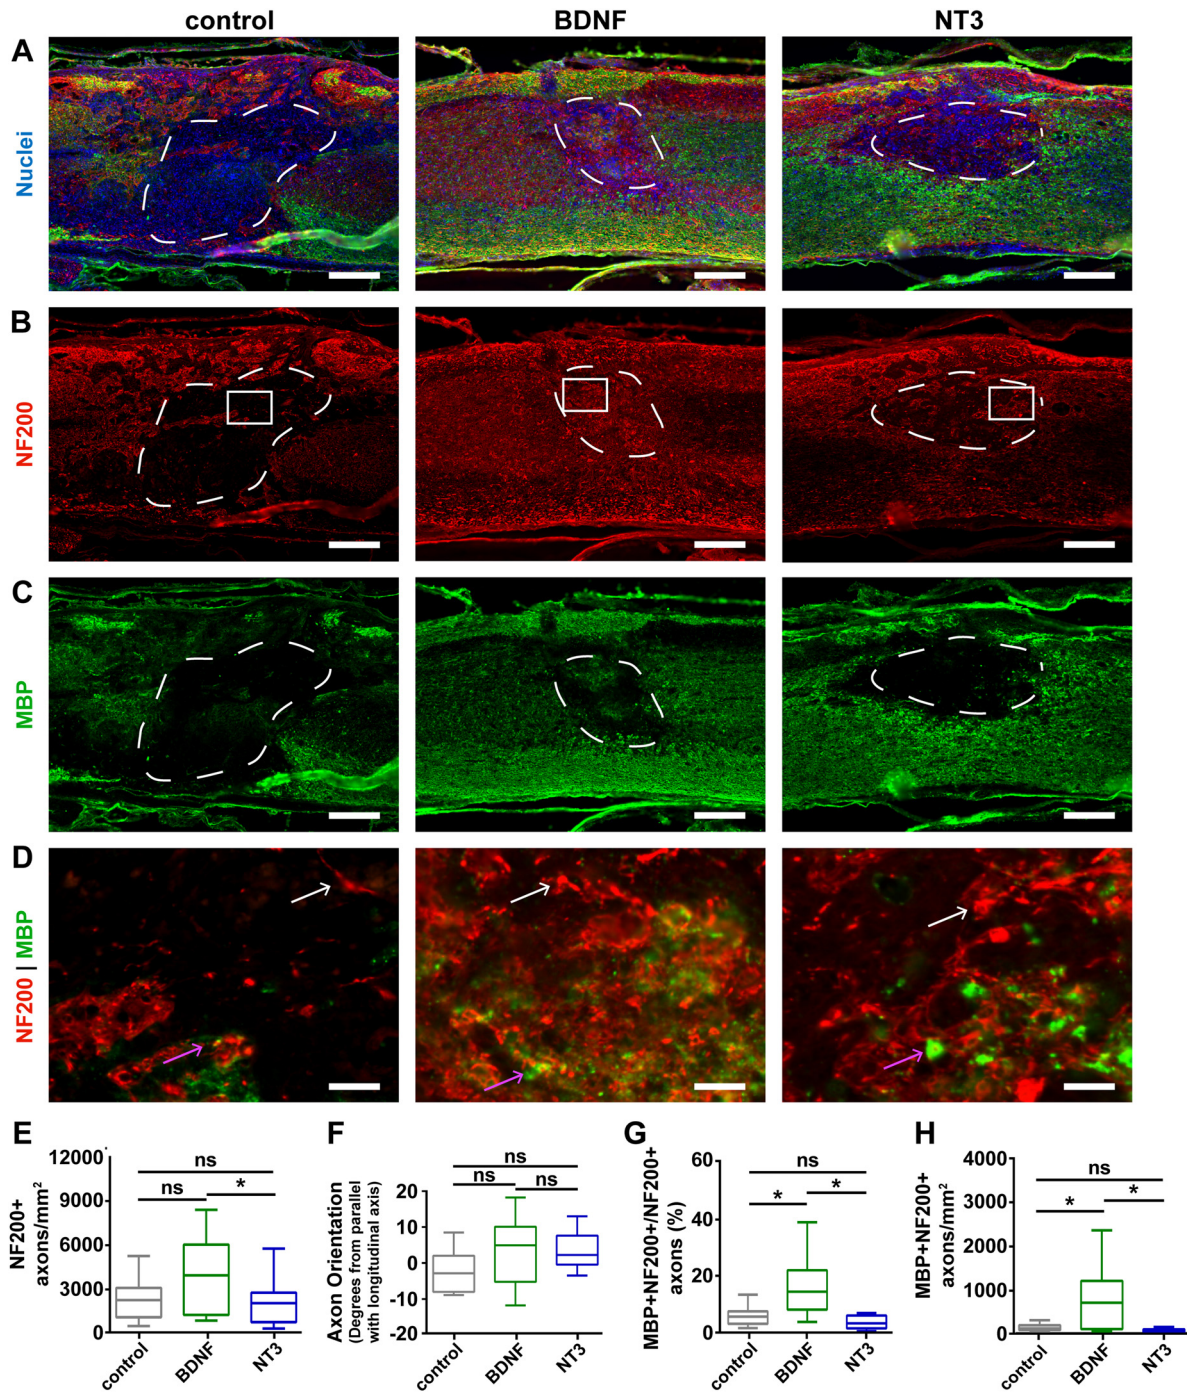 control BDNF NT3
A
Nuclei
B
NF200
C
MBP
D
NF200 | MBP
E
NF200+
axons/mm²
12000
9000
6000
3000
0
ns
ns *
control BDNF NT3
F
Axon Orientation
(Degrees from parallel
with longitudinal axis)
20
10
0
-10
-20
ns
ns ns
control BDNF NT3
G
MBP+NF200+/NF200+
axons (%)
60
40
20
0
ns
* *
control BDNF NT3
H
MBP+NF200+
axons/mm²
4000
3000
2000
1000
0
ns
* *
control BDNF NT3